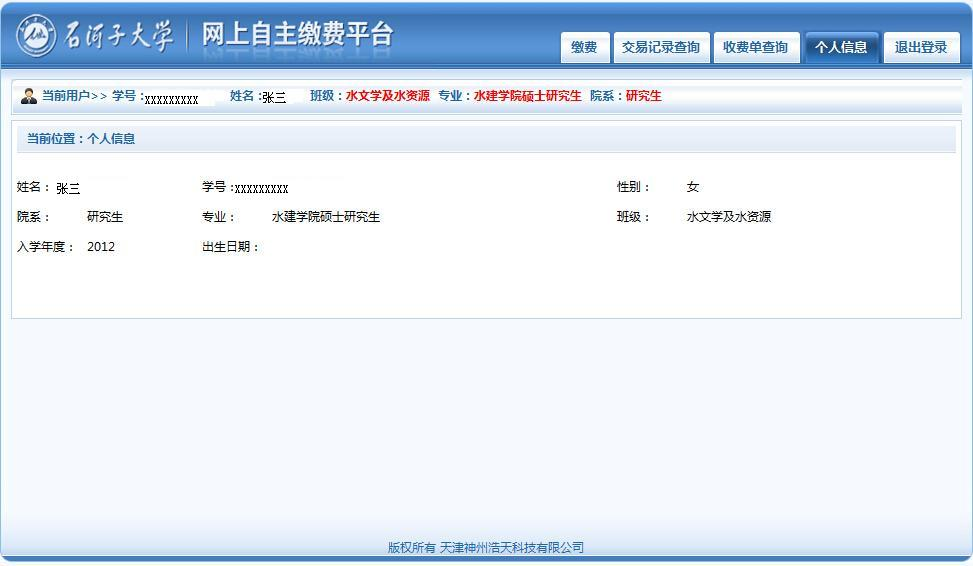 石河子大学 网上自主缴费平台
缴费 交易记录查询 收费单查询 个人信息 退出登录
当前用户>> 学号:xxxxxxxxx 姓名:张三 班级:水文学及水资源 专业:水建学院硕士研究生 院系:研究生
当前位置:个人信息
姓名: 张三 学号:xxxxxxxxx 性别: 女
院系: 研究生 专业: 水建学院硕士研究生 班级: 水文学及水资源
入学年度: 2012 出生日期:
版权所有 天津神州浩天科技有限公司